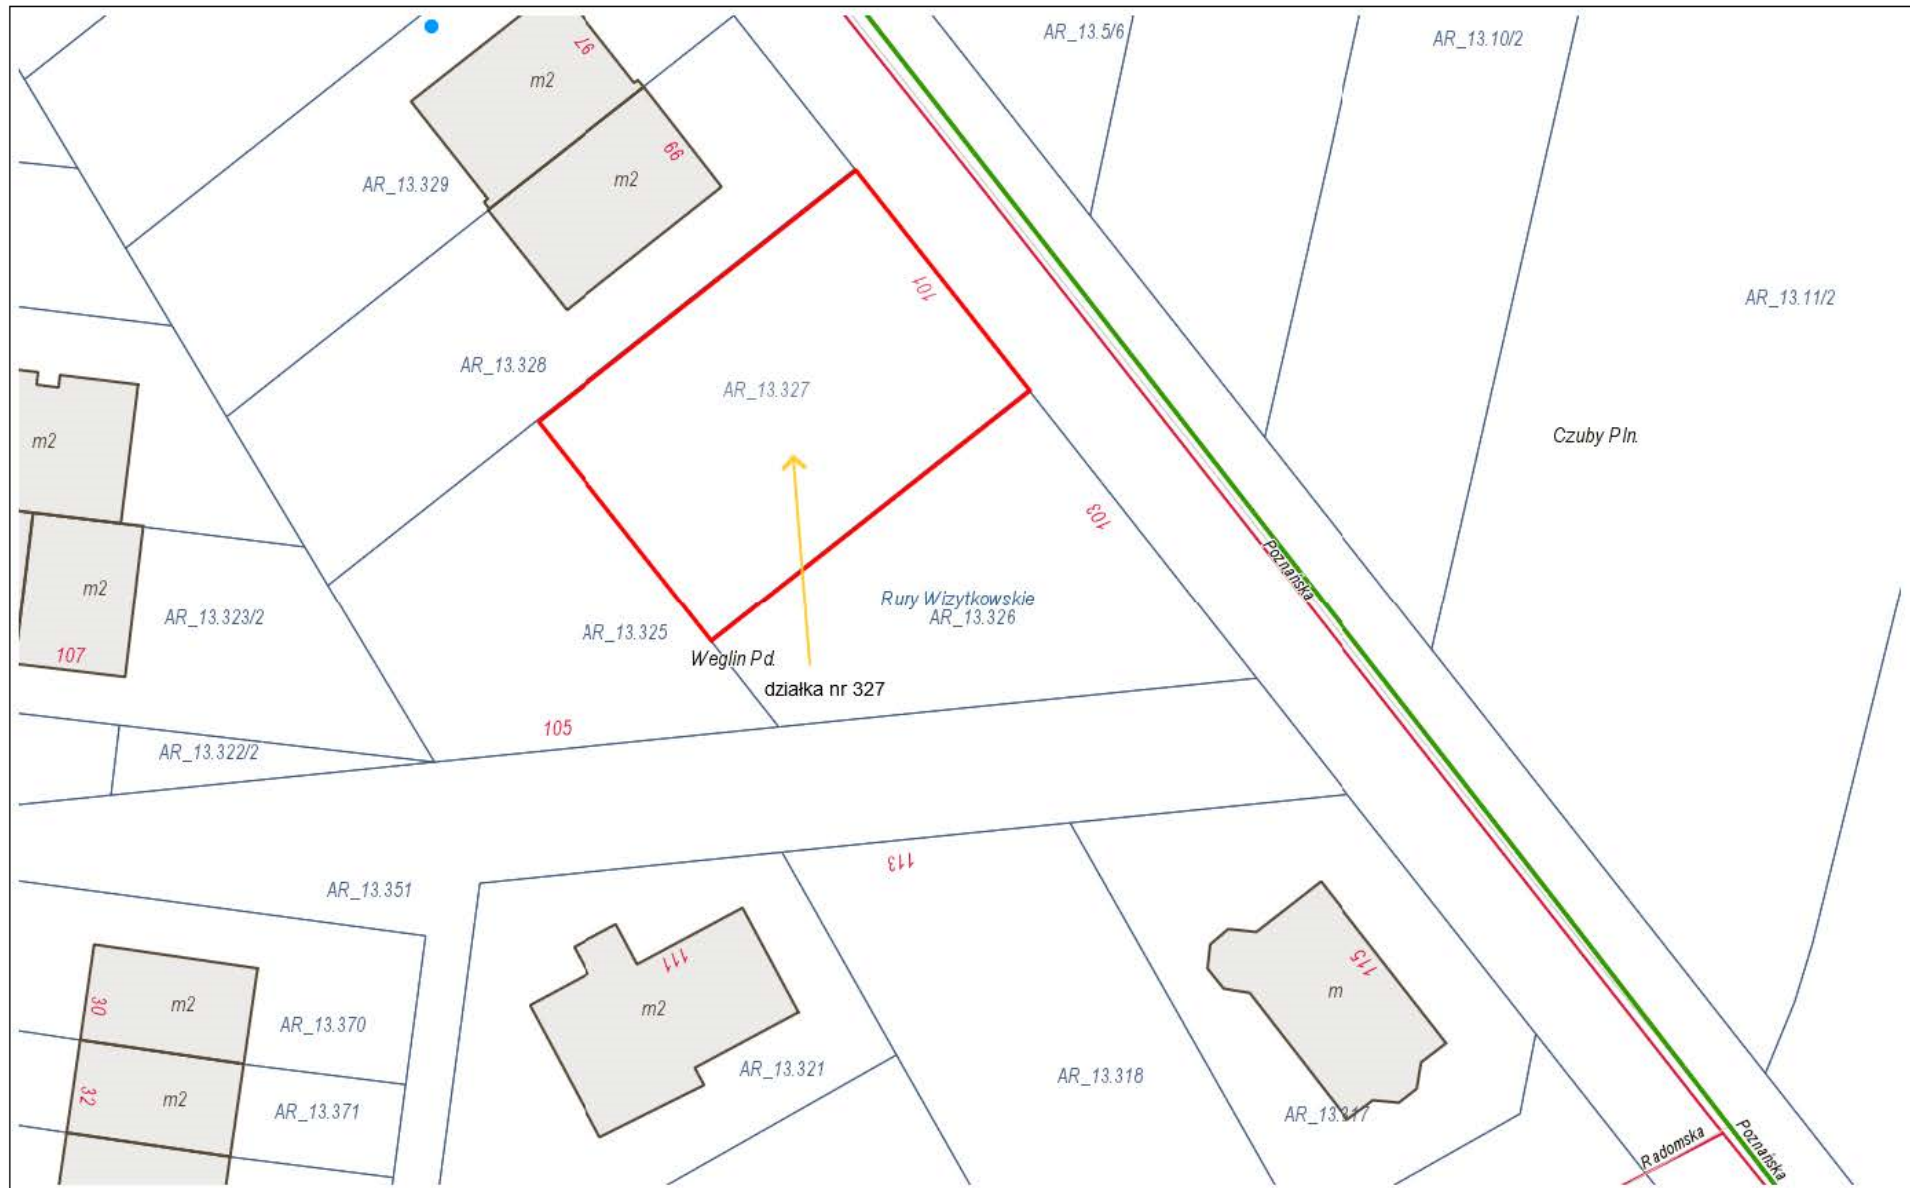 AR_13.5/6
AR_13.10/2
97
m2
99
m2
AR_13.329
101
AR_13.11/2
AR_13.328
AR_13.327
m2
Czuby Płn.
103
Poznańska
m2
AR_13.323/2
107
Rury Wizytkowskie
AR_13.326
AR_13.325
Weglin Pd.
działka nr 327
105
AR_13.322/2
113
AR_13.351
111
115
m2
30
m2
m
AR_13.370
AR_13.321
AR_13.318
32
m2
AR_13.371
AR_13.317
Radomska
Poznańska